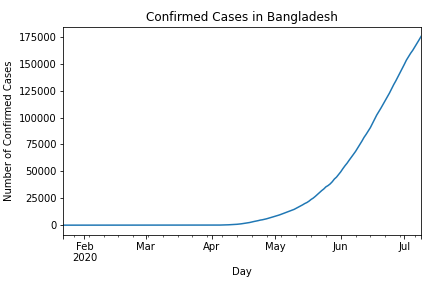 Confirmed Cases in Bangladesh
Number of Confirmed Cases
175000
150000
125000
100000
75000
50000
25000
0
Feb Mar Apr May Jun Jul
2020
Day